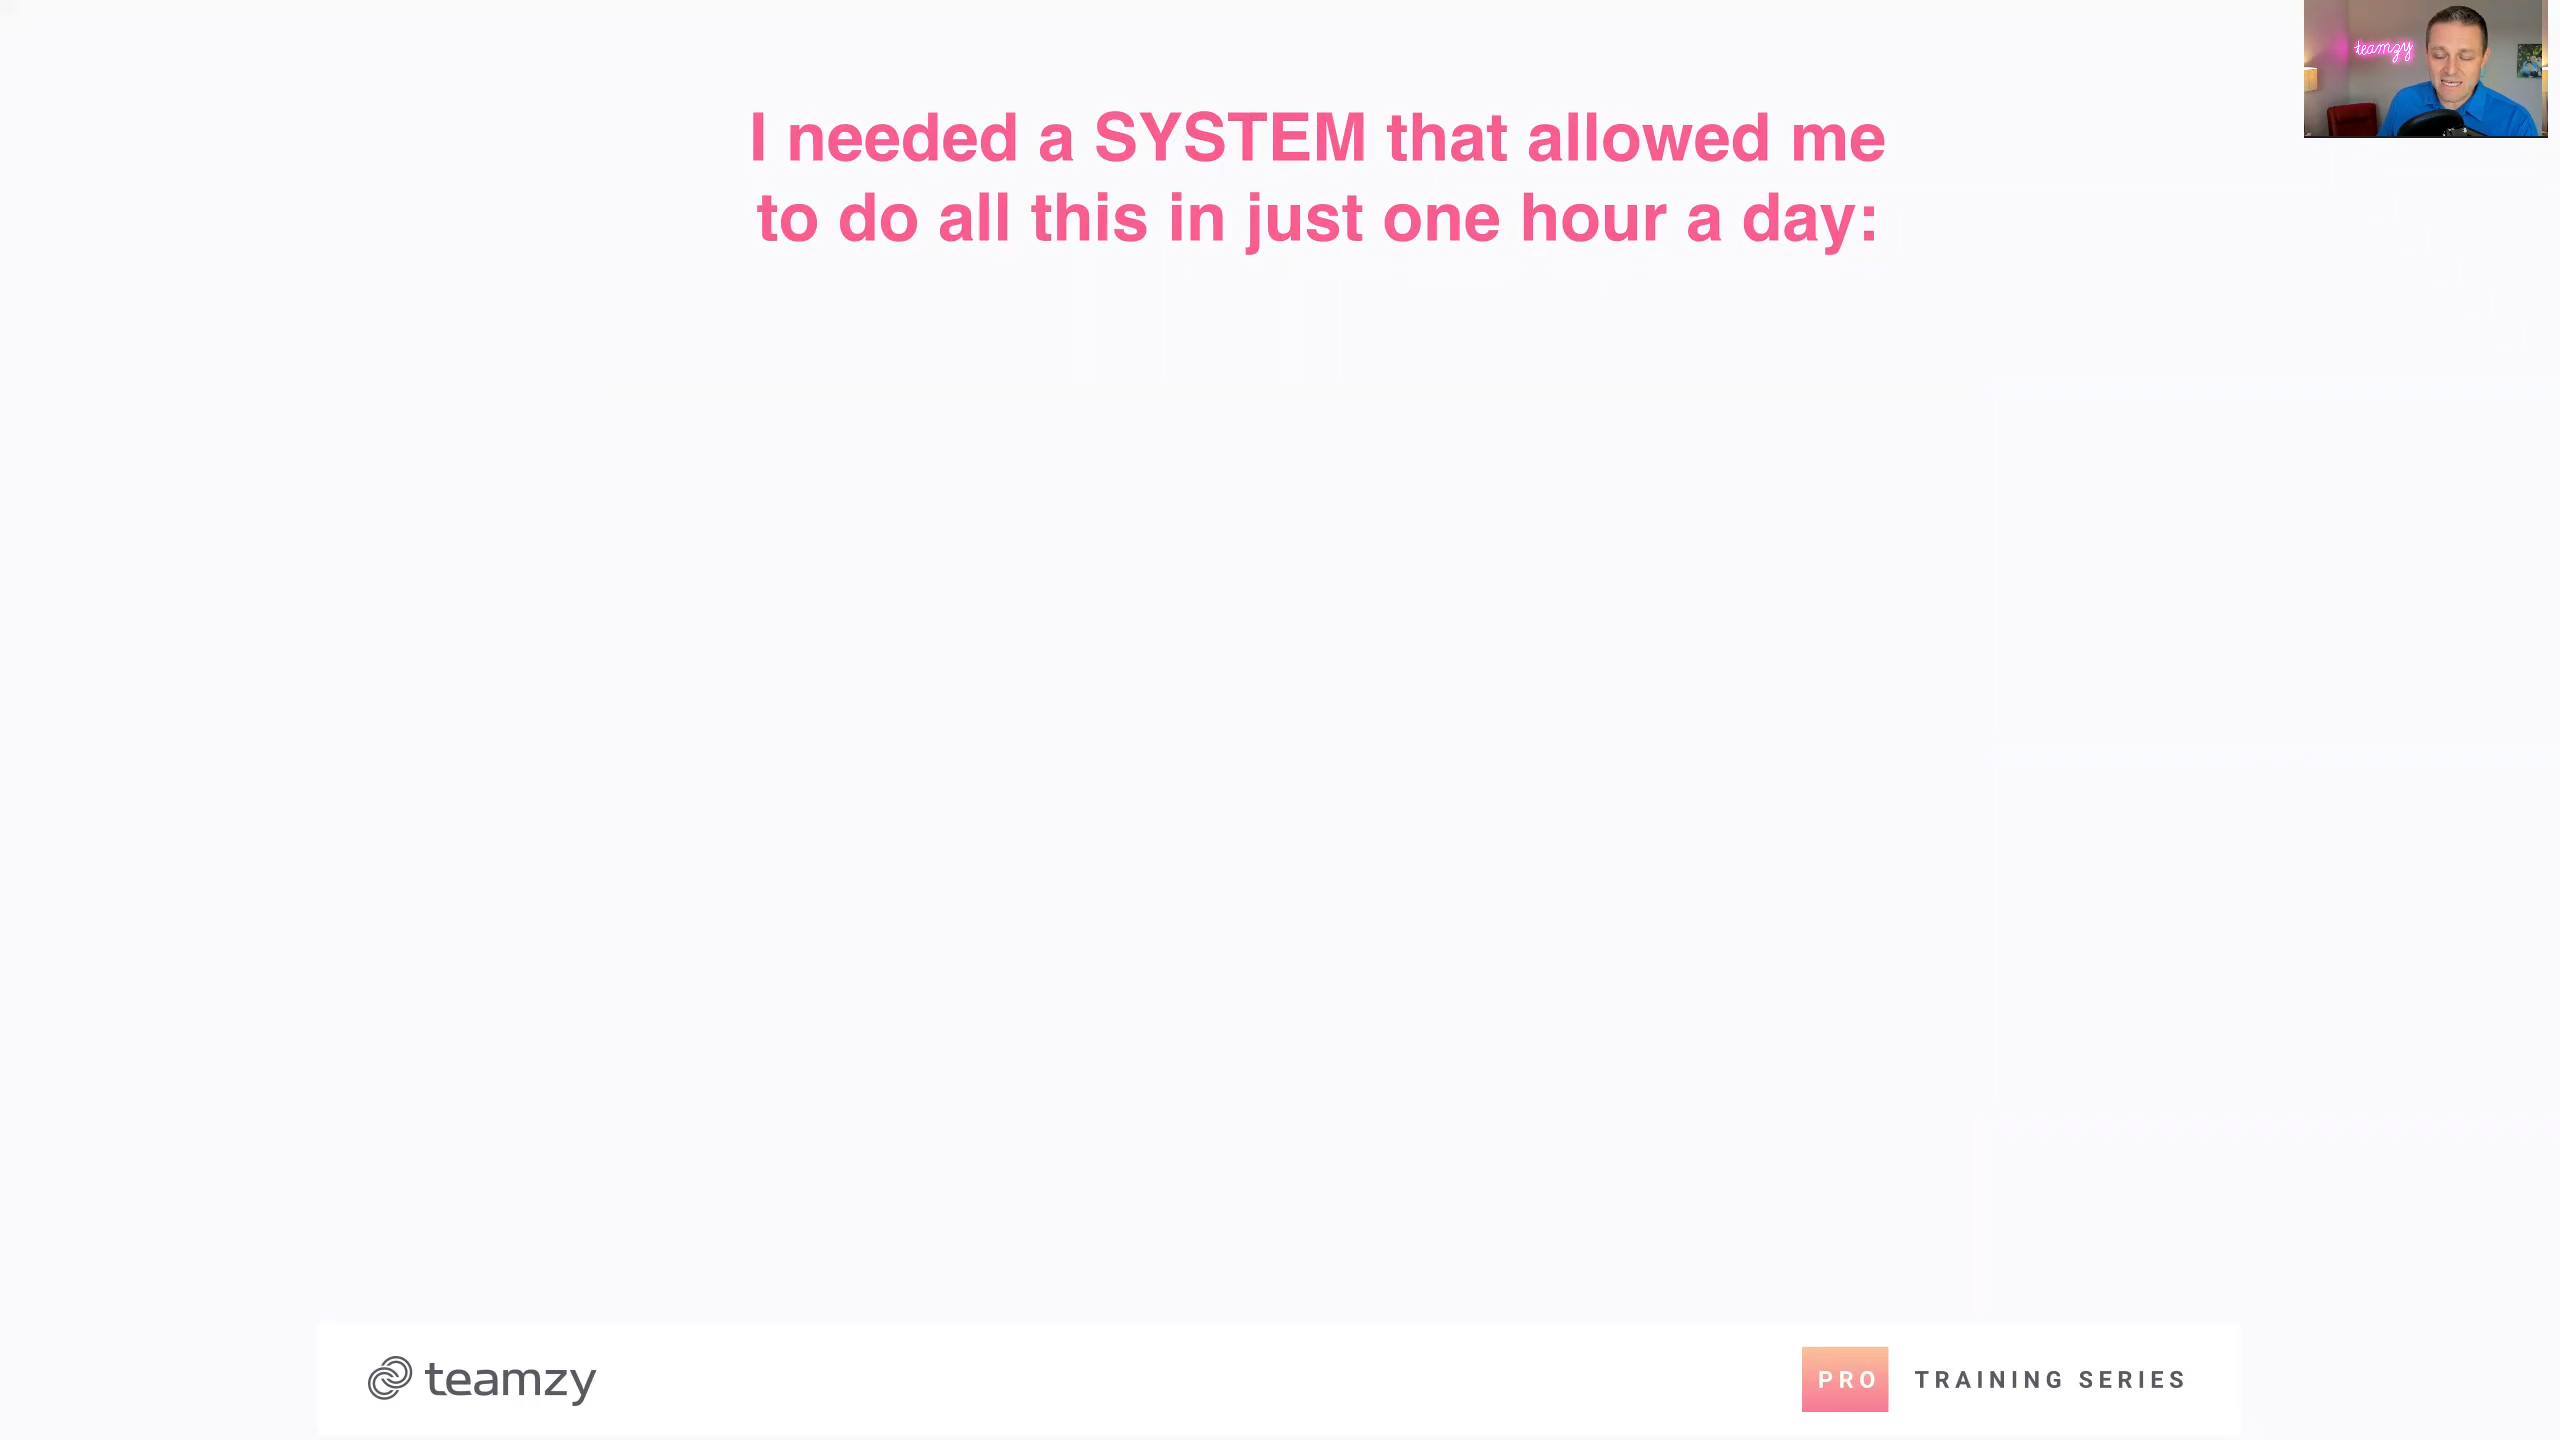 teamzy
I needed a SYSTEM that allowed me
to do all this in just one hour a day:
teamzy
PRO TRAINING SERIES